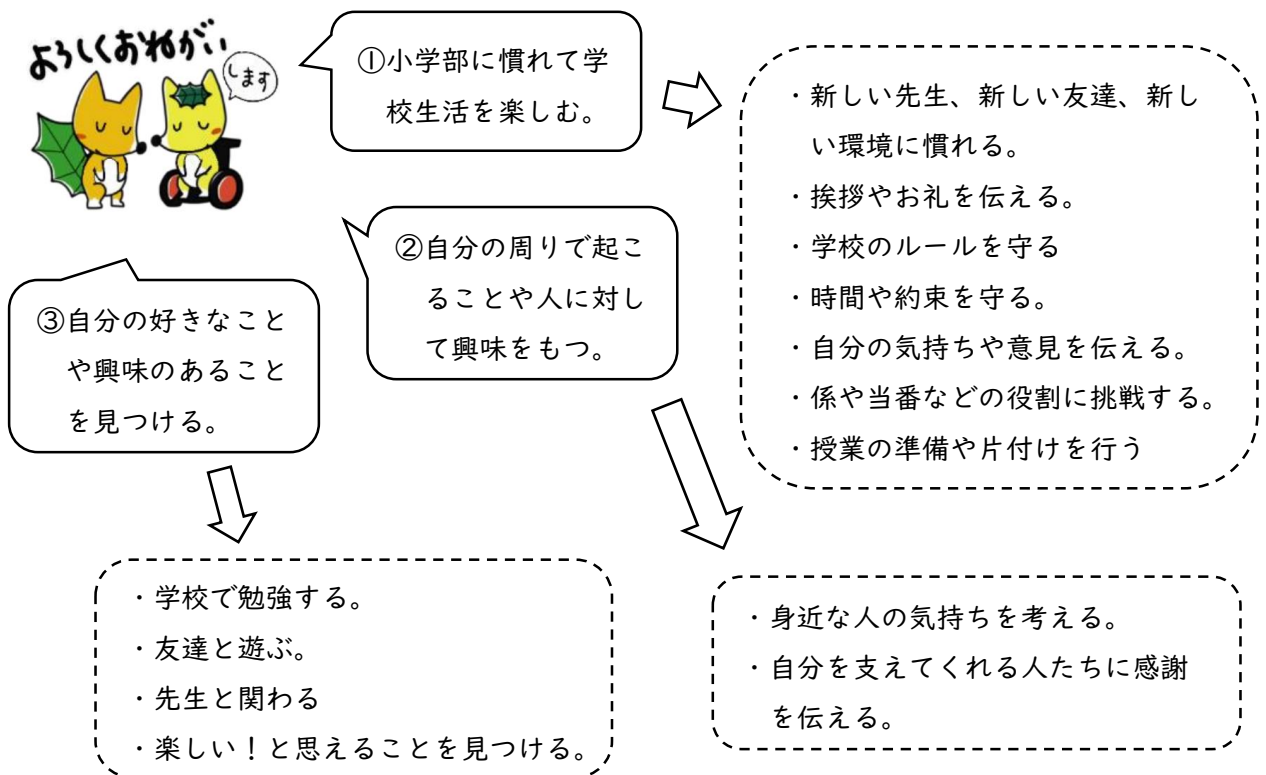 よろしくおねがい
します
①小学部に慣れて学
校生活を楽しむ。
・新しい先生、新しい友達、新し
い環境に慣れる。
・挨拶やお礼を伝える。
・学校のルールを守る
・時間や約束を守る。
・自分の気持ちや意見を伝える。
・係や当番などの役割に挑戦する。
・授業の準備や片付けを行う
②自分の周りで起こ
ることや人に対し
て興味をもつ。
③自分の好きなこと
や興味のあること
を見つける。
・学校で勉強する。
・友達と遊ぶ。
・先生と関わる
・楽しい！と思えることを見つける。
・身近な人の気持ちを考える。
・自分を支えてくれる人たちに感謝
を伝える。